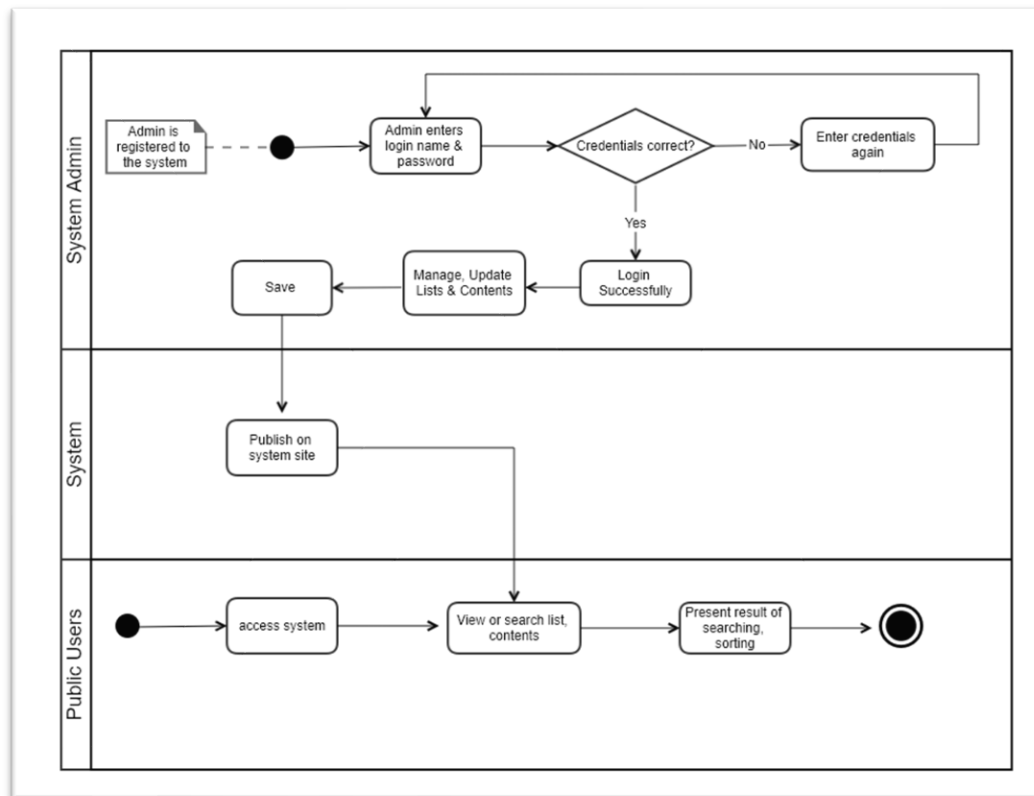 System Admin
Admin is
registered to
the system
Admin enters
login name &
password
Credentials correct?
No
Enter credentials
again
Yes
Login
Successfully
Manage, Update
Lists & Contents
Save
System
Publish on
system site
Public Users
access system
View or search list,
contents
Present result of
searching,
sorting